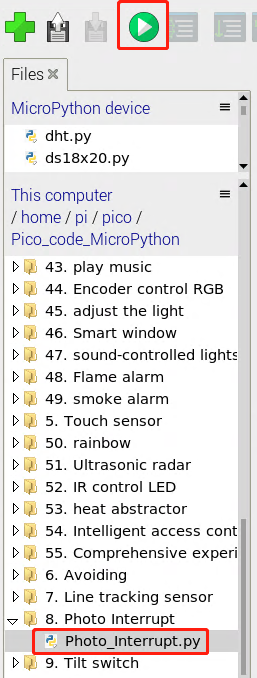 Files
MicroPython device
dht.py
ds18x20.py
This computer
/ home / pi / pico /
Pico_code_MicroPython
43. play music
44. Encoder control RGB
45. adjust the light
46. Smart window
47. sound-controlled lights
48. Flame alarm
49. smoke alarm
5. Touch sensor
50. rainbow
51. Ultrasonic radar
52. IR control LED
53. heat abstractor
54. Intelligent access cont
55. Comprehensive experi
6. Avoiding
7. Line tracking sensor
8. Photo Interrupt
Photo_Interrupt.py
9. Tilt switch